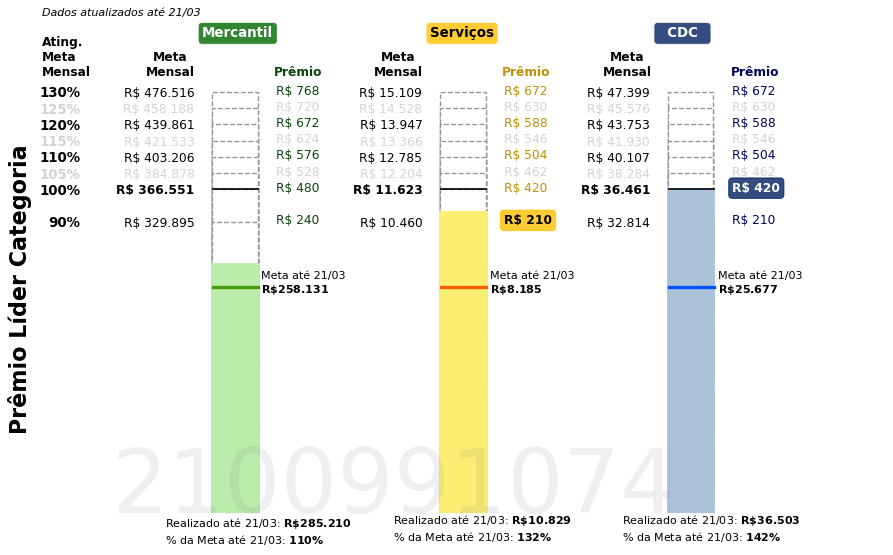 Dados atualizados até 21/03
Mercantil Serviços CDC
Ating.
Meta
Mensal
Meta
Mensal Prêmio Meta
Mensal Prêmio Meta
Mensal Prêmio
130% R$ 476.516 R$ 768 R$ 15.109 R$ 672 R$ 47.399 R$ 672
125% R$ 458.188 R$ 720 R$ 14.528 R$ 630 R$ 45.576 R$ 630
120% R$ 439.861 R$ 672 R$ 13.947 R$ 588 R$ 43.753 R$ 588
115% R$ 421.533 R$ 624 R$ 13.366 R$ 546 R$ 41.930 R$ 546
110% R$ 403.206 R$ 576 R$ 12.785 R$ 504 R$ 40.107 R$ 504
105% R$ 384.878 R$ 528 R$ 12.204 R$ 462 R$ 38.284 R$ 462
100% R$ 366.551 R$ 480 R$ 11.623 R$ 420 R$ 36.461 R$ 420
90% R$ 329.895 R$ 240 R$ 10.460 R$ 210 R$ 32.814 R$ 210
Meta até 21/03 Meta até 21/03 Meta até 21/03
R$258.131 R$8.185 R$25.677
Prêmio Líder Categoria
2100991074
Realizado até 21/03: R$285.210 Realizado até 21/03: R$10.829 Realizado até 21/03: R$36.503
% da Meta até 21/03: 110% % da Meta até 21/03: 132% % da Meta até 21/03: 142%